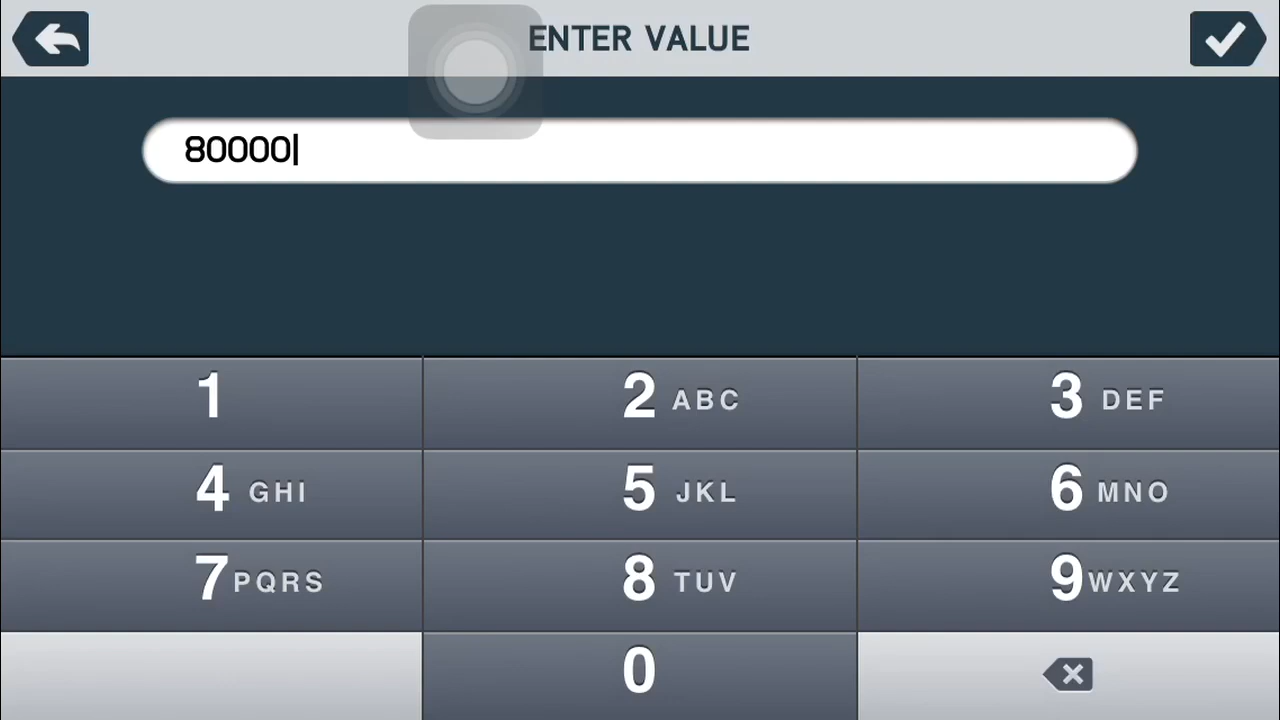 ENTER VALUE
80000
1
2 ABC
3 DEF
4 GHI
5 JKL
6 MNO
7 PQRS
8 TUV
9 WXYZ
0